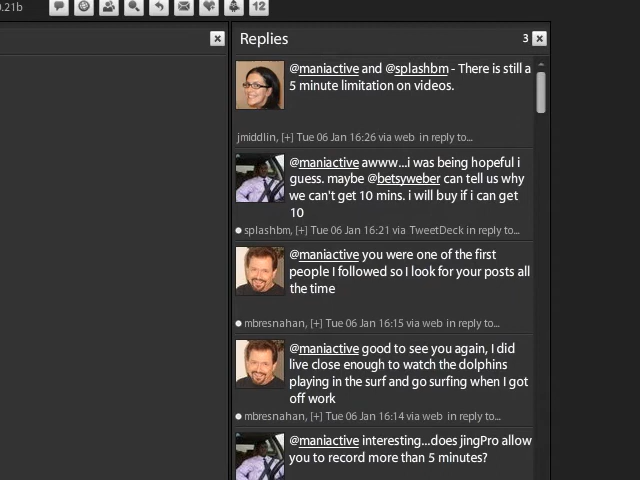 0.21b
12
Replies
3
@maniactive and @splashbm - There is still a
5 minute limitation on videos.
jmiddlin, [+] Tue 06 Jan 16:26 via web in reply to...
@maniactive awww...i was being hopeful i
guess. maybe @betsyweber can tell us why
we can't get 10 mins. i will buy if i can get
10
splashbm, [+] Tue 06 Jan 16:21 via TweetDeck in reply to...
@maniactive you were one of the first
people I followed so I look for your posts all
the time
mbresnahan, [+] Tue 06 Jan 16:15 via web in reply to...
@maniactive good to see you again, I did
live close enough to watch the dolphins
playing in the surf and go surfing when I got
off work
mbresnahan, [+] Tue 06 Jan 16:14 via web in reply to...
@maniactive interesting...does jingPro allow
you to record more than 5 minutes?